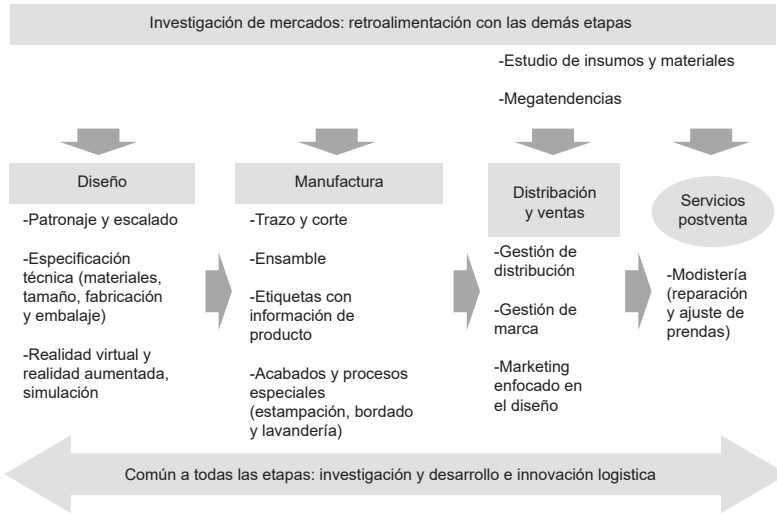 Investigación de mercados: retroalimentación con las demás etapas
-Estudio de insumos y materiales
-Megatendencias
Diseño
-Patronaje y escalado
-Especificación
técnica (materiales,
tamaño, fabricación
y embalaje)
-Realidad virtual y
realidad aumentada,
simulación
Manufactura
-Trazo y corte
-Ensamble
-Etiquetas con
información de
producto
-Acabados y procesos
especiales
(estampación, bordado
y lavandería)
Distribación
y ventas
-Gestión de
distribución
-Gestión de
marca
-Marketing
enfocado en
el diseño
Servicios
postventa
-Modistería
(reparación
y ajuste de
prendas)
Común a todas las etapas: investigación y desarrollo e innovación logistica